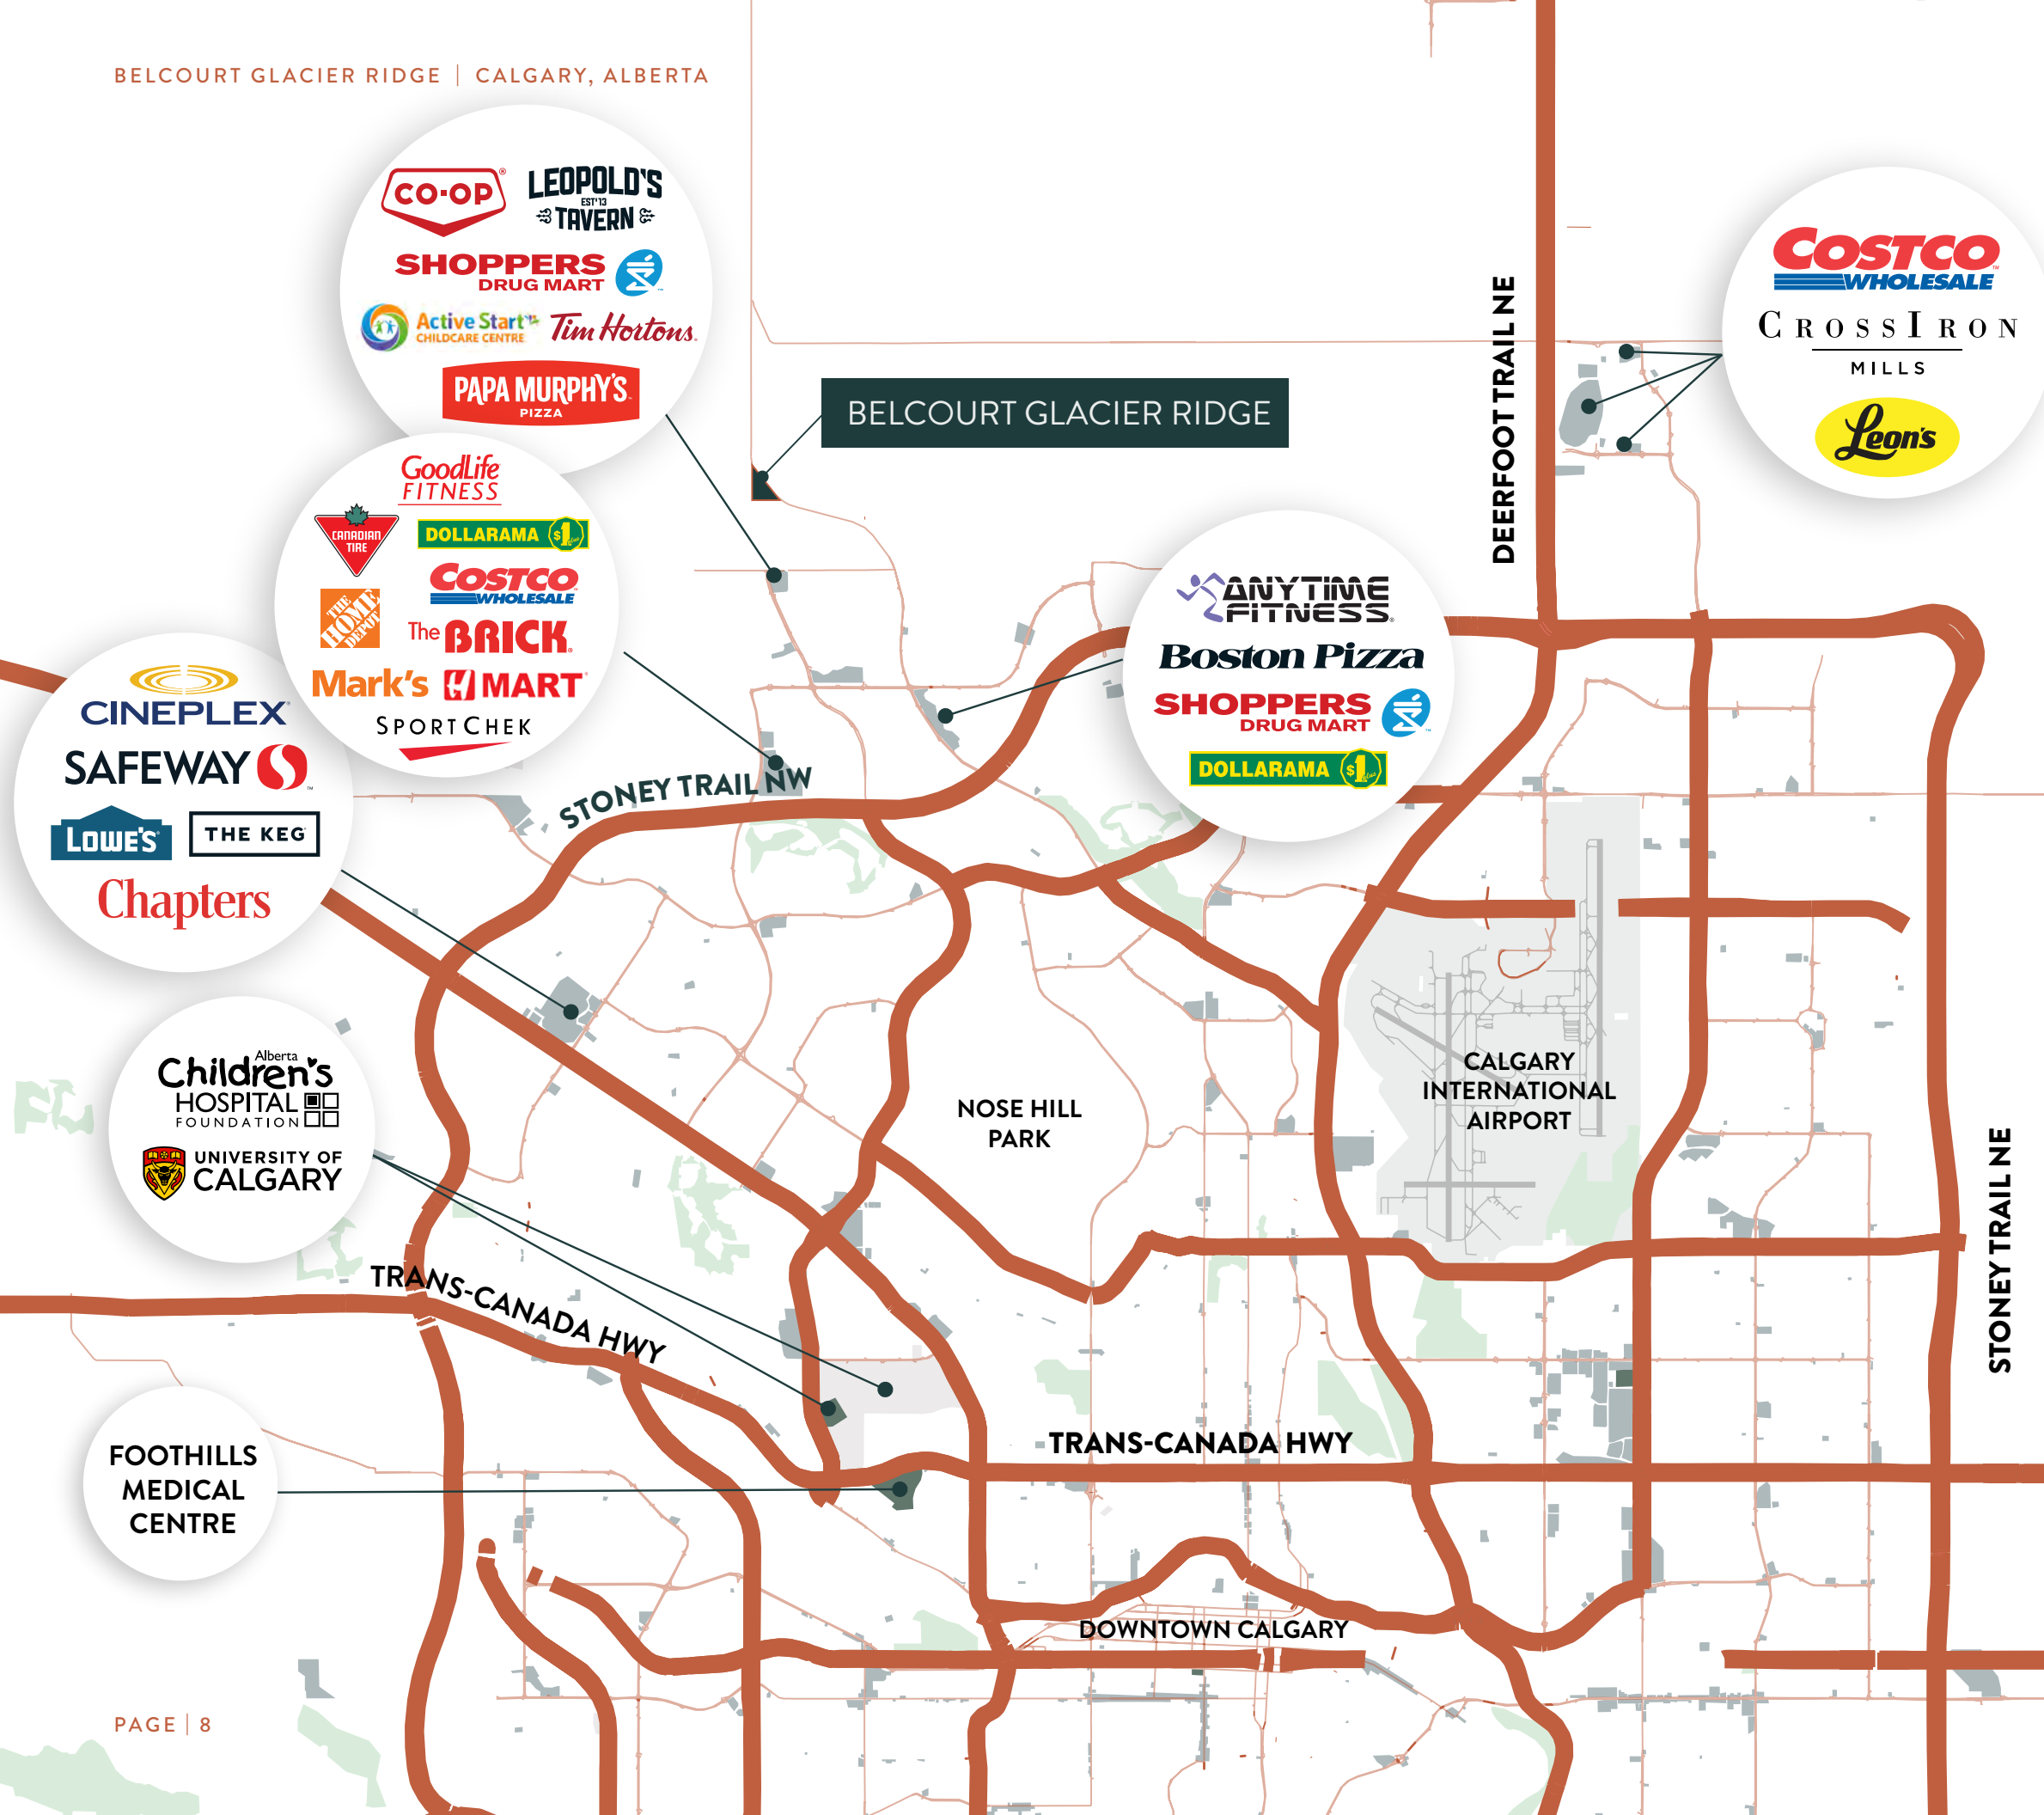 BELCOURT GLACIER RIDGE | CALGARY, ALBERTA
CO-OP®
LEOPOLD'S
EST'13
TAVERN
SHOPPERS
DRUG MART
Active Start
CHILDCARE CENTRE
Tim Hortons.
PAPA MURPHY'S
PIZZA
GoodLife
FITNESS
CANADIAN
TIRE
DOLLARAMA $1
COSTCO
WHOLESALE
THE
HOME
DEPOT
The BRICK.
Mark's
H MART
SPORTCHEK
CINEPLEX
SAFEWAY
LOWE'S
THE KEG
Chapters
Alberta
Children's
HOSPITAL
FOUNDATION
UNIVERSITY OF
CALGARY
FOOTHILLS
MEDICAL
CENTRE
BELCOURT GLACIER RIDGE
ANYTIME
FITNESS®
Boston Pizza
SHOPPERS
DRUG MART
DOLLARAMA $1
COSTCO
WHOLESALE
CROSSIRON
MILLS
Leon's
DEERFOOT TRAIL NE
STONEY TRAIL NW
NOSE HILL
PARK
CALGARY
INTERNATIONAL
AIRPORT
STONEY TRAIL NE
TRANS-CANADA HWY
TRANS-CANADA HWY
DOWNTOWN CALGARY
PAGE | 8